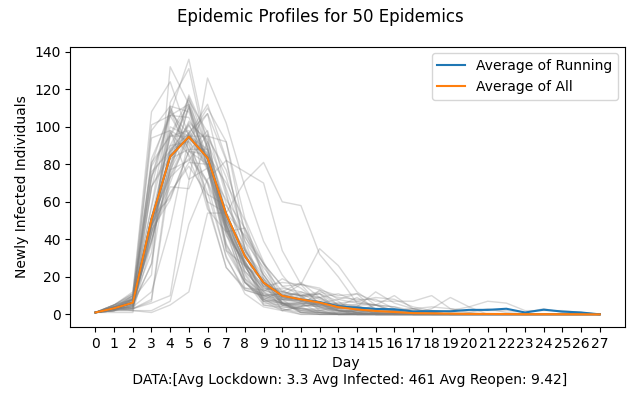 Epidemic Profiles for 50 Epidemics
140
120
100
80
60
40
20
0
Newly Infected Individuals
Average of Running
Average of All
0 1 2 3 4 5 6 7 8 9 10 11 12 13 14 15 16 17 18 19 20 21 22 23 24 25 26 27
Day
DATA:[Avg Lockdown: 3.3 Avg Infected: 461 Avg Reopen: 9.42]